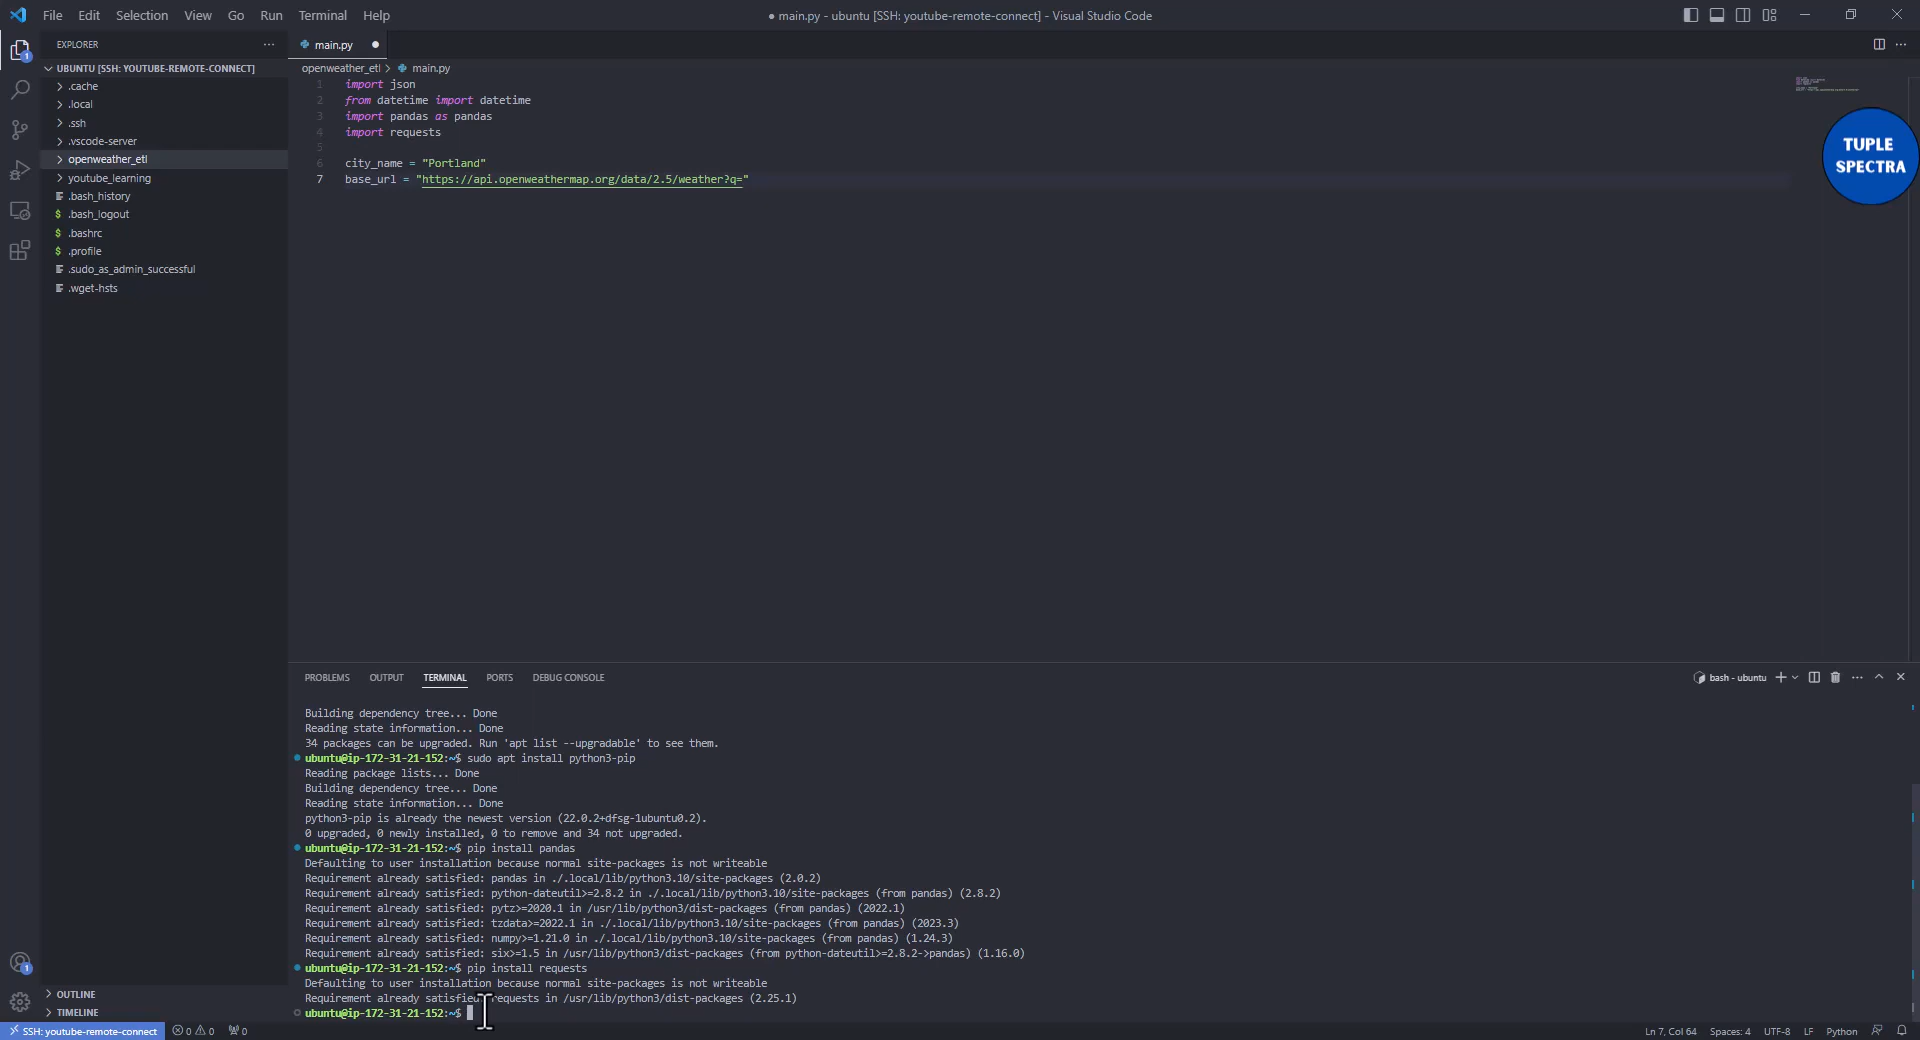 File Edit Selection View Go Run Terminal Help
● main.py - ubuntu [SSH: youtube-remote-connect] - Visual Studio Code
EXPLORER
UBUNTU [SSH: YOUTUBE-REMOTE-CONNECT]
.cache
.local
.ssh
.vscode-server
openweather_etl
youtube_learning
.bash_history
$ .bash_logout
$ .bashrc
$ .profile
.sudo_as_admin_successful
.wget-hsts
OUTLINE
TIMELINE
main.py
openweather_etl > main.py
1 import json
2 from datetime import datetime
3 import pandas as pandas
4 import requests
5
6 city_name = "Portland"
7 base_url = "https://api.openweathermap.org/data/2.5/weather?q="
TUPLE
SPECTRA
PROBLEMS OUTPUT TERMINAL PORTS DEBUG CONSOLE
bash - ubuntu
Building dependency tree... Done
Reading state information... Done
34 packages can be upgraded. Run 'apt list --upgradable' to see them.
ubuntu@ip-172-31-21-152:~$ sudo apt install python3-pip
Reading package lists... Done
Building dependency tree... Done
Reading state information... Done
python3-pip is already the newest version (22.0.2+dfsg-1ubuntu0.2).
0 upgraded, 0 newly installed, 0 to remove and 34 not upgraded.
ubuntu@ip-172-31-21-152:~$ pip install pandas
Defaulting to user installation because normal site-packages is not writeable
Requirement already satisfied: pandas in ./.local/lib/python3.10/site-packages (2.0.2)
Requirement already satisfied: python-dateutil>=2.8.2 in ./.local/lib/python3.10/site-packages (from pandas) (2.8.2)
Requirement already satisfied: pytz>=2020.1 in /usr/lib/python3/dist-packages (from pandas) (2022.1)
Requirement already satisfied: tzdata>=2022.1 in ./.local/lib/python3.10/site-packages (from pandas) (2023.3)
Requirement already satisfied: numpy>=1.21.0 in ./.local/lib/python3.10/site-packages (from pandas) (1.24.3)
Requirement already satisfied: six>=1.5 in /usr/lib/python3/dist-packages (from python-dateutil>=2.8.2->pandas) (1.16.0)
ubuntu@ip-172-31-21-152:~$ pip install requests
Defaulting to user installation because normal site-packages is not writeable
Requirement already satisfied: requests in /usr/lib/python3/dist-packages (2.25.1)
ubuntu@ip-172-31-21-152:~$
SSH: youtube-remote-connect 0 0 0 Ln 7, Col 64 Spaces: 4 UTF-8 LF Python